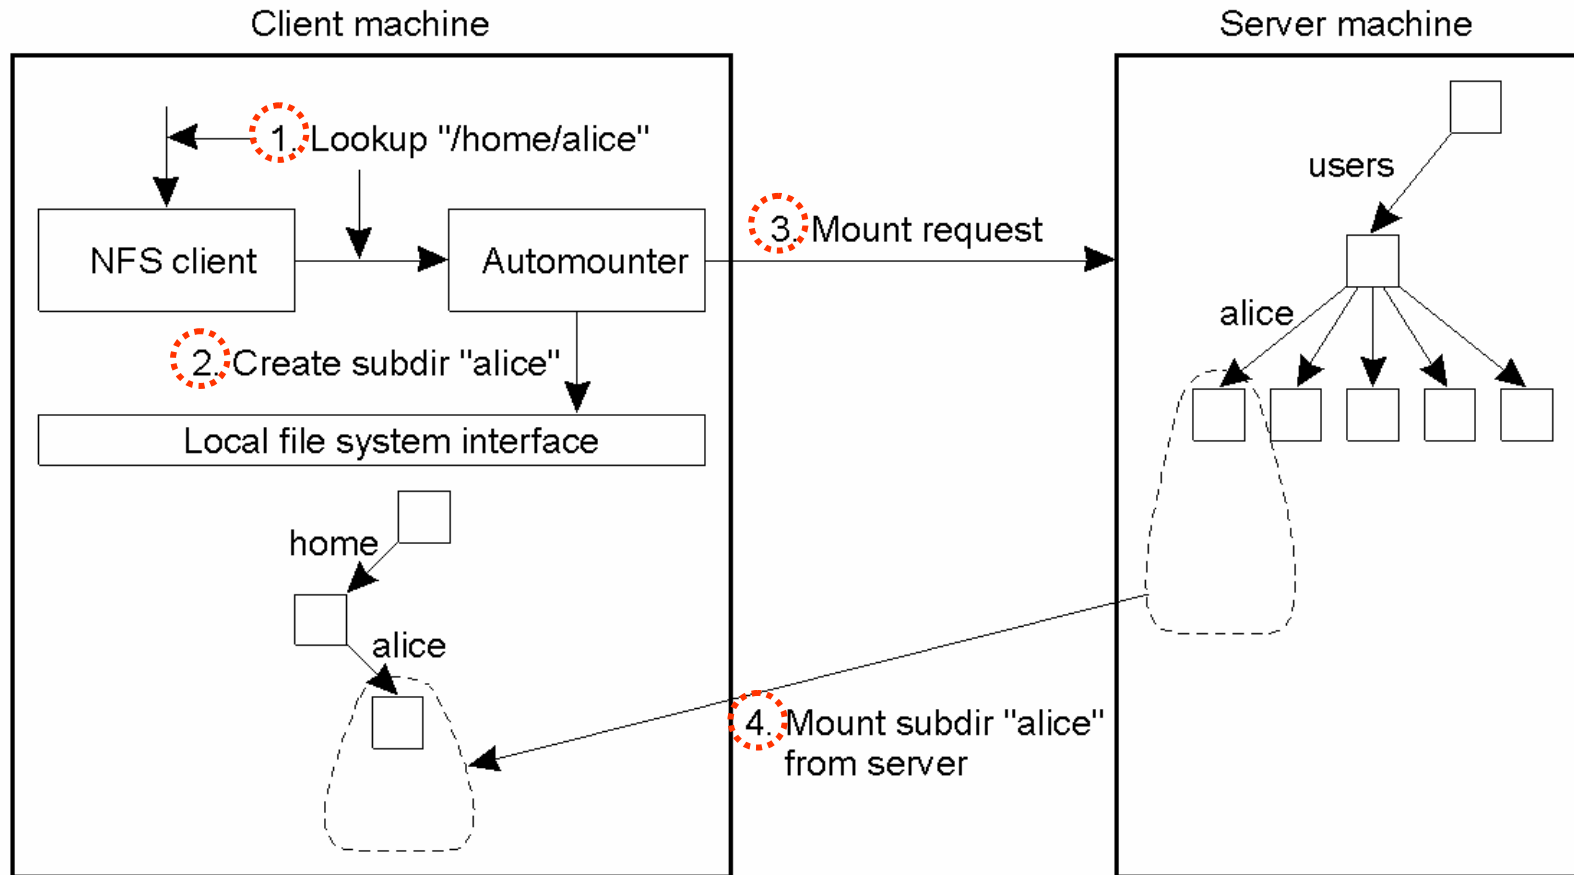 Client machine
Server machine
1. Lookup "/home/alice"
users
3. Mount request
NFS client
Automounter
alice
2. Create subdir "alice"
Local file system interface
home
alice
4. Mount subdir "alice"
from server